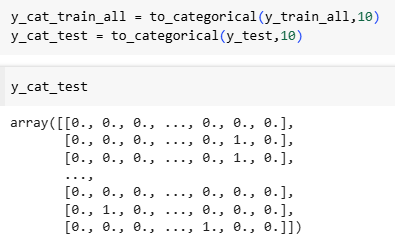 y_cat_train_all = to_categorical(y_train_all,10)
y_cat_test = to_categorical(y_test,10)
y_cat_test
array([[0., 0., 0., ..., 0., 0., 0.],
[0., 0., 0., ..., 0., 1., 0.],
[0., 0., 0., ..., 0., 1., 0.],
...,
[0., 0., 0., ..., 0., 0., 0.],
[0., 1., 0., ..., 0., 0., 0.],
[0., 0., 0., ..., 1., 0., 0.]])